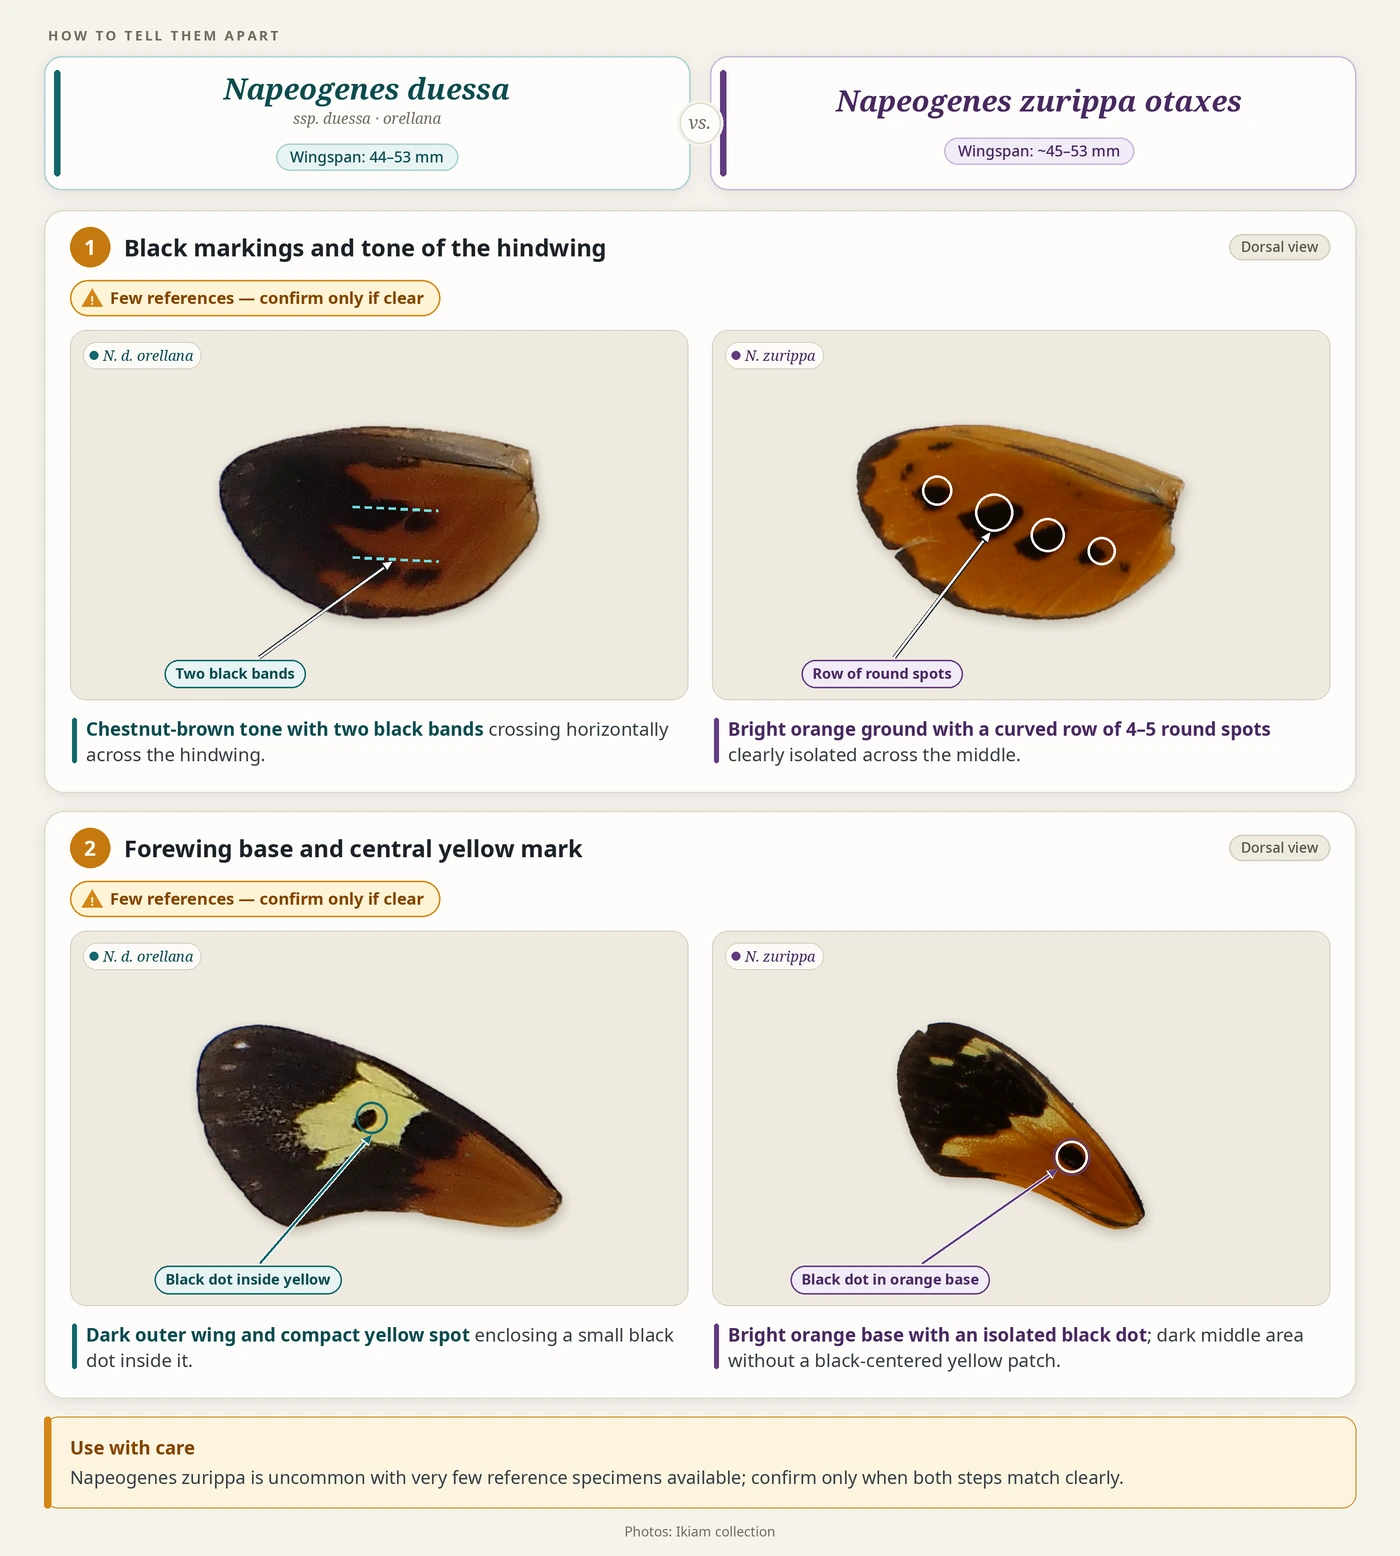 HOW TO TELL THEM APART
Napeogenes duessa
ssp. duessa · orellana
Wingspan: 44–53 mm
vs.
Napeogenes zurippa otaxes
Wingspan: ~45–53 mm
1
Black markings and tone of the hindwing
Dorsal view
Few references — confirm only if clear
N. d. orellana
Two black bands
N. zurippa
Row of round spots
Chestnut-brown tone with two black bands crossing horizontally
across the hindwing.
Bright orange ground with a curved row of 4–5 round spots
clearly isolated across the middle.
2
Forewing base and central yellow mark
Dorsal view
Few references — confirm only if clear
N. d. orellana
Black dot inside yellow
N. zurippa
Black dot in orange base
Dark outer wing and compact yellow spot enclosing a small black
dot inside it.
Bright orange base with an isolated black dot; dark middle area
without a black-centered yellow patch.
Use with care
Napeogenes zurippa is uncommon with very few reference specimens available; confirm only when both steps match clearly.
Photos: Ikiam collection